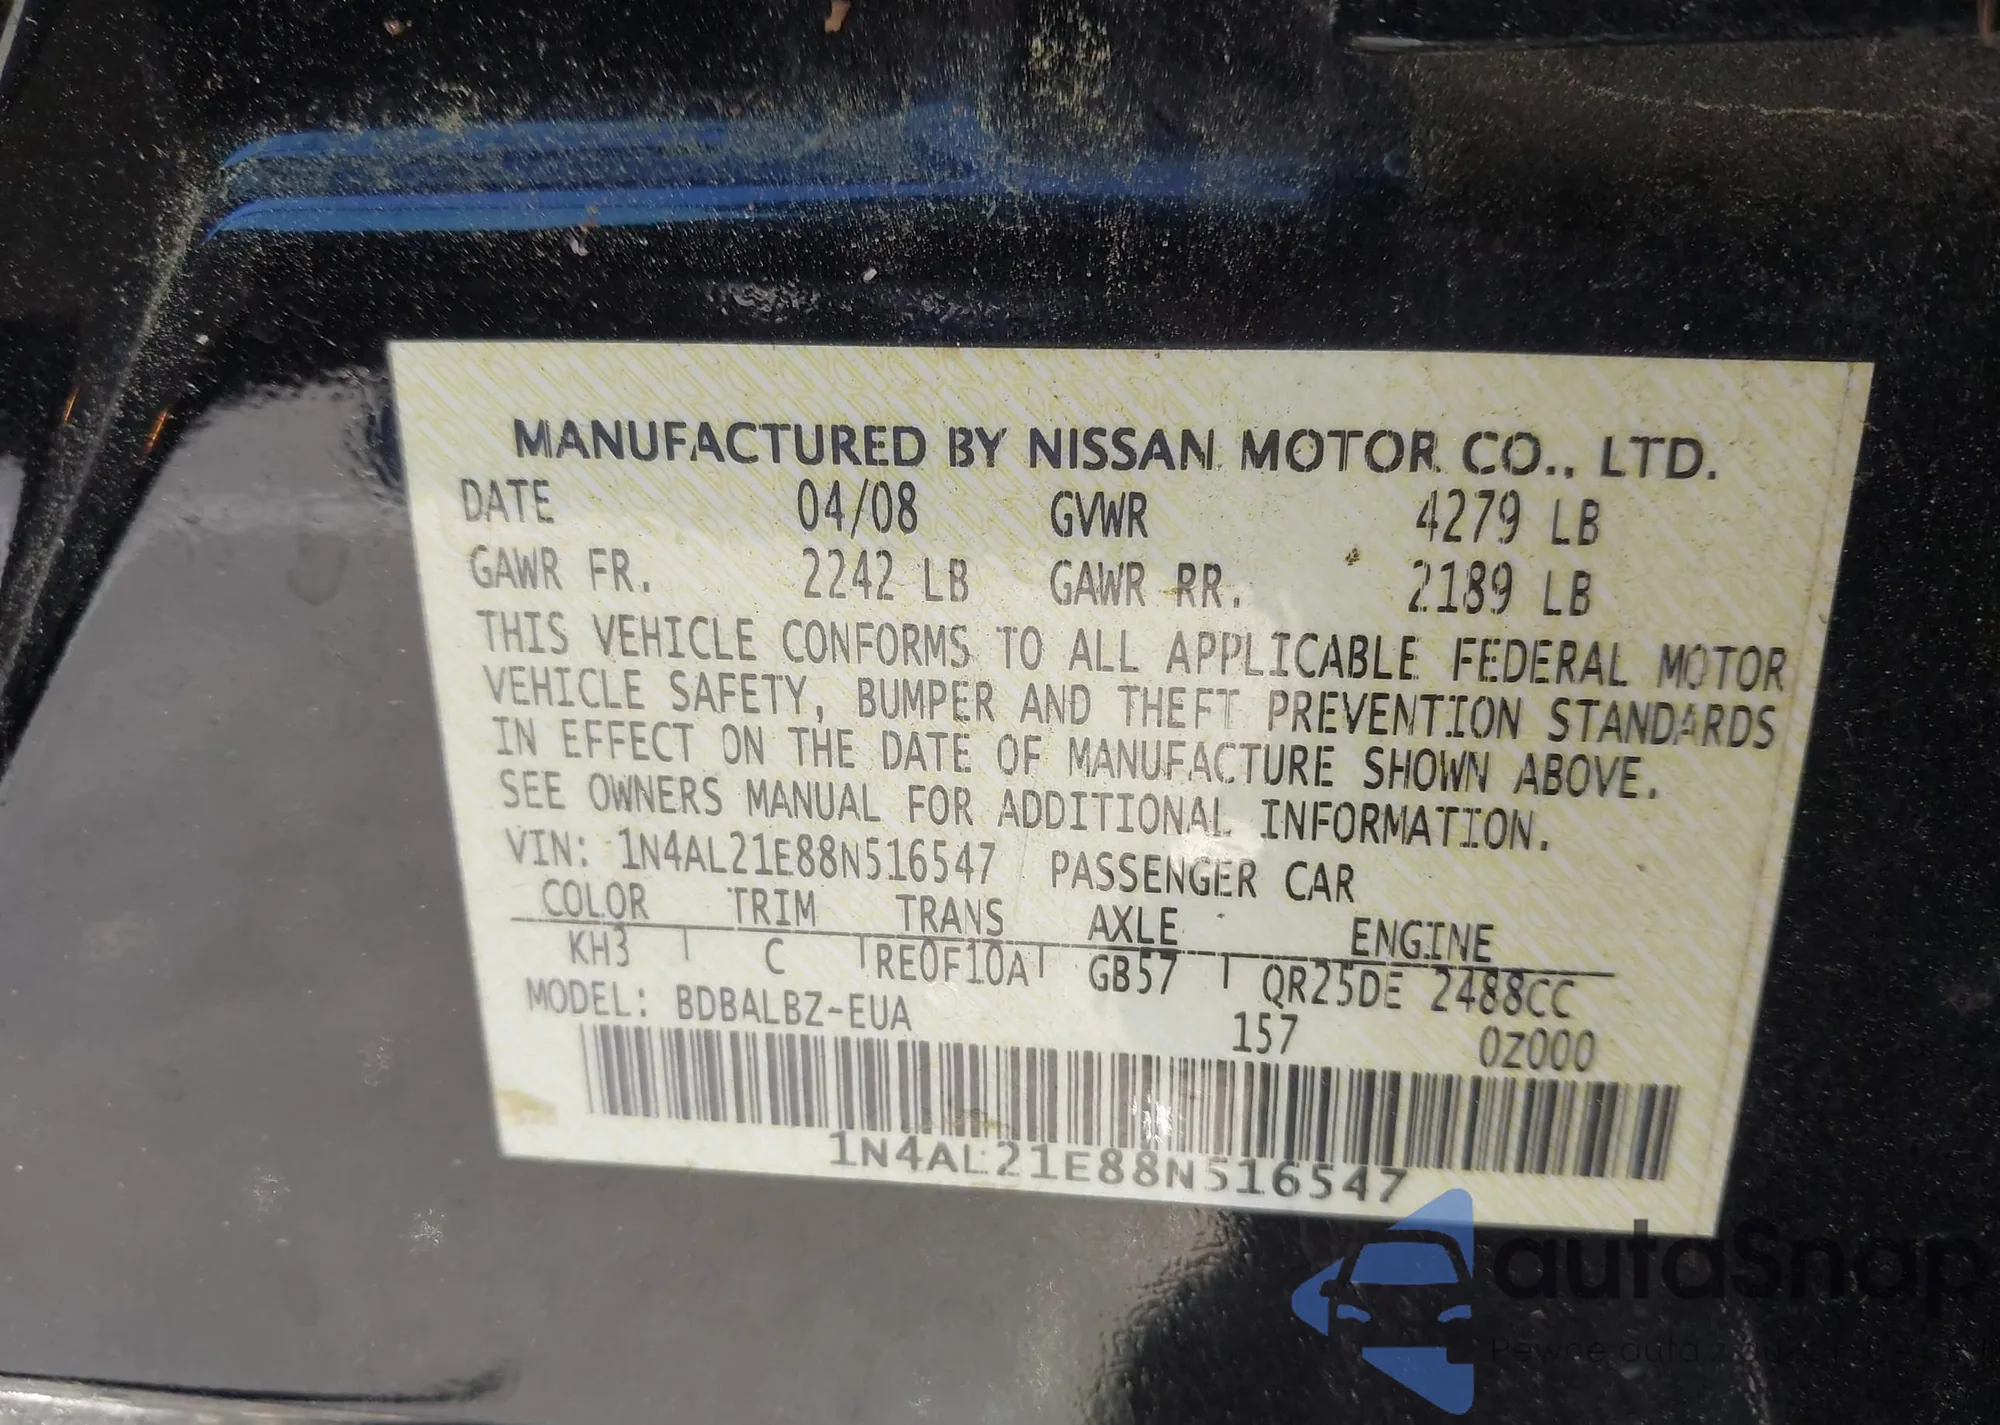 MANUFACTURED BY NISSAN MOTOR CO., LTD.
DATE 04/08 GVWR 4279 LB
GAWR FR. 2242 LB GAWR RR. 2189 LB
THIS VEHICLE CONFORMS TO ALL APPLICABLE FEDERAL MOTOR
VEHICLE SAFETY, BUMPER AND THEFT PREVENTION STANDARDS
IN EFFECT ON THE DATE OF MANUFACTURE SHOWN ABOVE.
SEE OWNERS MANUAL FOR ADDITIONAL INFORMATION.
VIN: 1N4AL21E88N516547 PASSENGER CAR
COLOR TRIM TRANS AXLE ENGINE
KH3 C RE0F10A GB57 QR25DE 2488CC
MODEL: BDBALBZ-EUA 157 0Z000
1N4AL21E88N516547
autoSnap
Pewne auta z